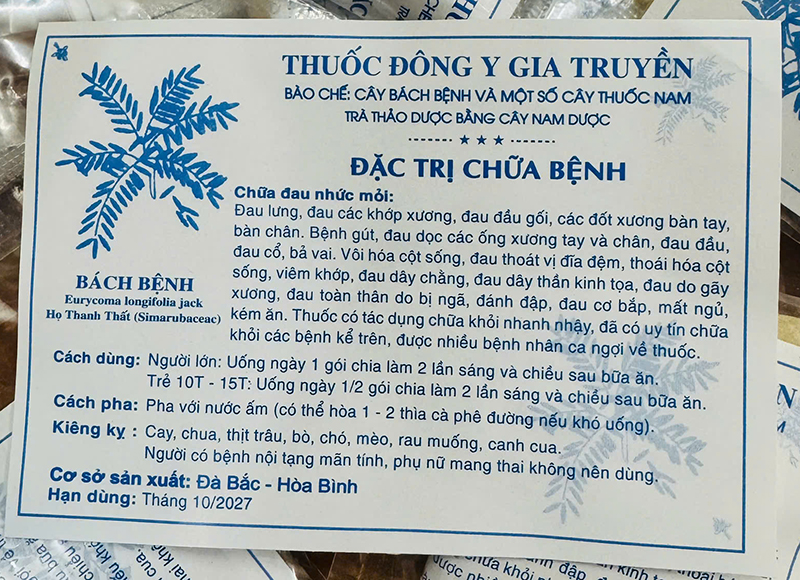 THUỐC ĐÔNG Y GIA TRUYỀN
BÀO CHẾ: CÂY BÁCH BỆNH VÀ MỘT SỐ CÂY THUỐC NAM
TRÀ THẢO DƯỢC BẰNG CÂY NAM DƯỢC
ĐẶC TRỊ CHỮA BỆNH
BÁCH BỆNH
Eurycoma longifolia jack
Họ Thanh Thất (Simarubaceac)
Chữa đau nhức mỏi:
Đau lưng, đau các khớp xương, đau đầu gối, các đốt xương bàn tay,
bàn chân. Bệnh gút, đau dọc các ống xương tay và chân, đau đầu,
đau cổ, bả vai. Vôi hóa cột sống, đau thoát vị đĩa đệm, thoái hóa cột
sống, viêm khớp, đau dây chằng, đau dây thần kinh tọa, đau do gãy
xương, đau toàn thân do bị ngã, đánh đập, đau cơ bắp, mất ngủ,
kém ăn. Thuốc có tác dụng chữa khỏi nhanh nhậy, đã có uy tín chữa
khỏi các bệnh kể trên, được nhiều bệnh nhân ca ngợi về thuốc.
Cách dùng: Người lớn: Uống ngày 1 gói chia làm 2 lần sáng và chiều sau bữa ăn.
Trẻ 10T - 15T: Uống ngày 1/2 gói chia làm 2 lần sáng và chiều sau bữa ăn.
Cách pha: Pha với nước ấm (có thể hòa 1 - 2 thìa cà phê đường nếu khó uống).
Kiêng kỵ : Cay, chua, thịt trâu, bò, chó, mèo, rau muống, canh cua.
Người có bệnh nội tạng mãn tính, phụ nữ mang thai không nên dùng.
Cơ sở sản xuất: Đà Bắc - Hòa Bình
Hạn dùng: Tháng 10/2027